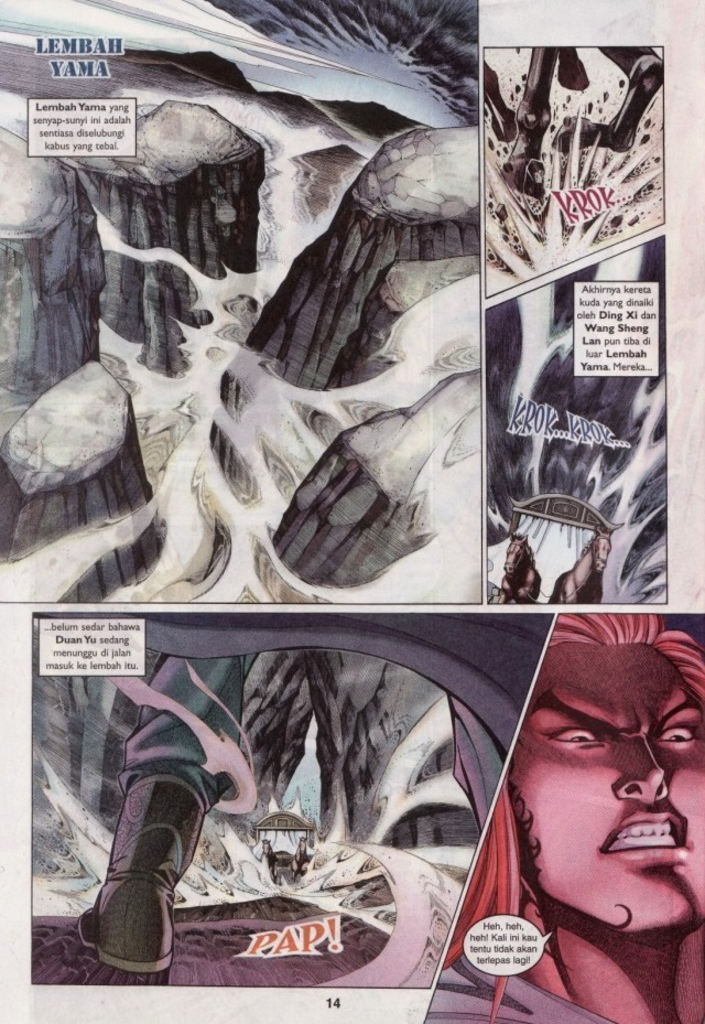 LEMBAH
YAMA
Lembah Yama yang
senyap-sunyi ini adalah
sentiasa diselubungi
kabus yang tebal.
KROK...
Akhirnya kereta
kuda yang dinaiki
oleh Ding Xi dan
Wang Sheng
Lan pun tiba di
luar Lembah
Yama. Mereka...
KROK...KROK...
...belum sedar bahawa
Duan Yu sedang
menunggu di jalan
masuk ke lembah itu.
PAP!
Heh, heh,
heh! Kali ini kau
tentu tidak akan
terlepas lagi!
14